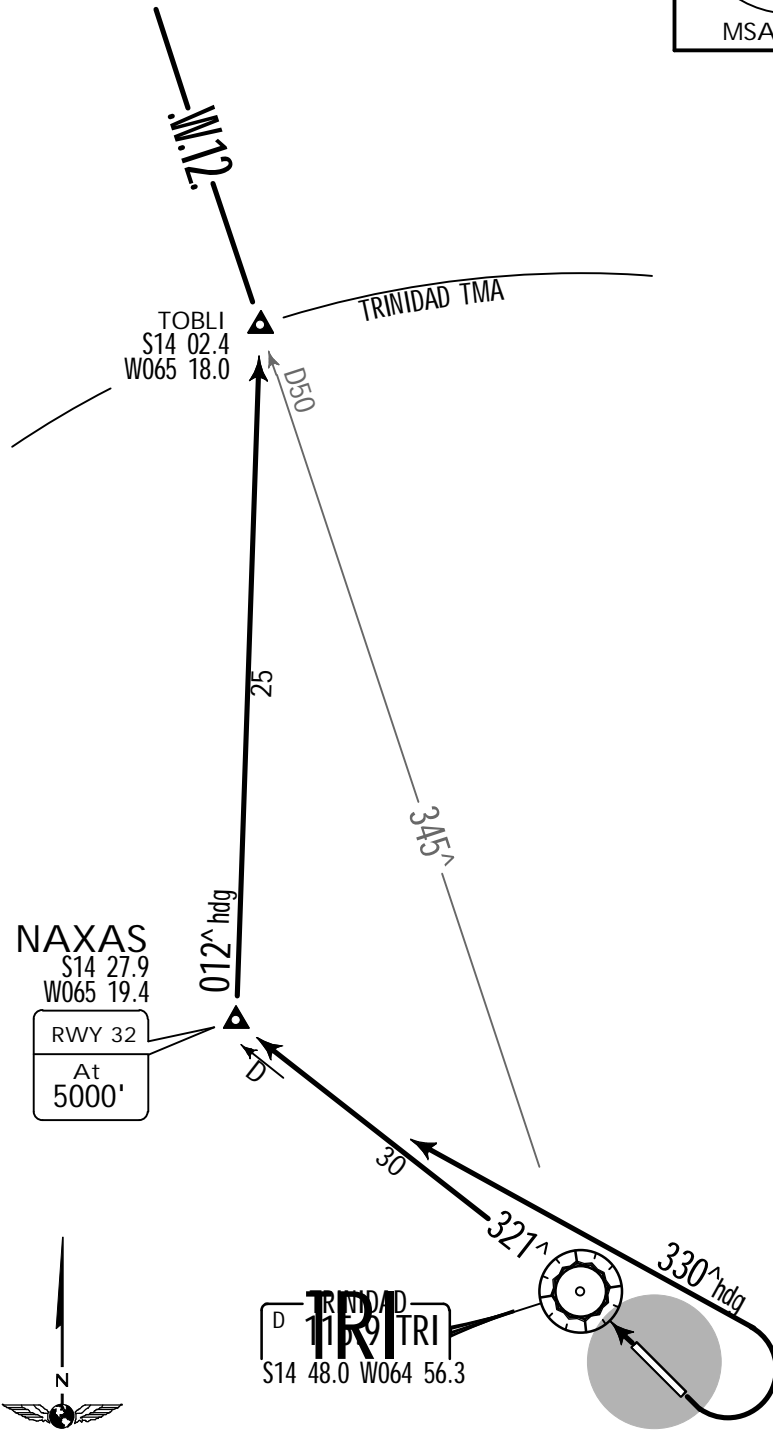 MSA
.W.12.
TRINIDAD TMA
TOBLI
S14 02.4
W065 18.0
D50
25
345^
012^ hdg
NAXAS
S14 27.9
W065 19.4
RWY 32
At
5000'
D
30
321^
330^hdg
TRINIDAD
D TRI
TRI
S14 48.0 W064 56.3
N